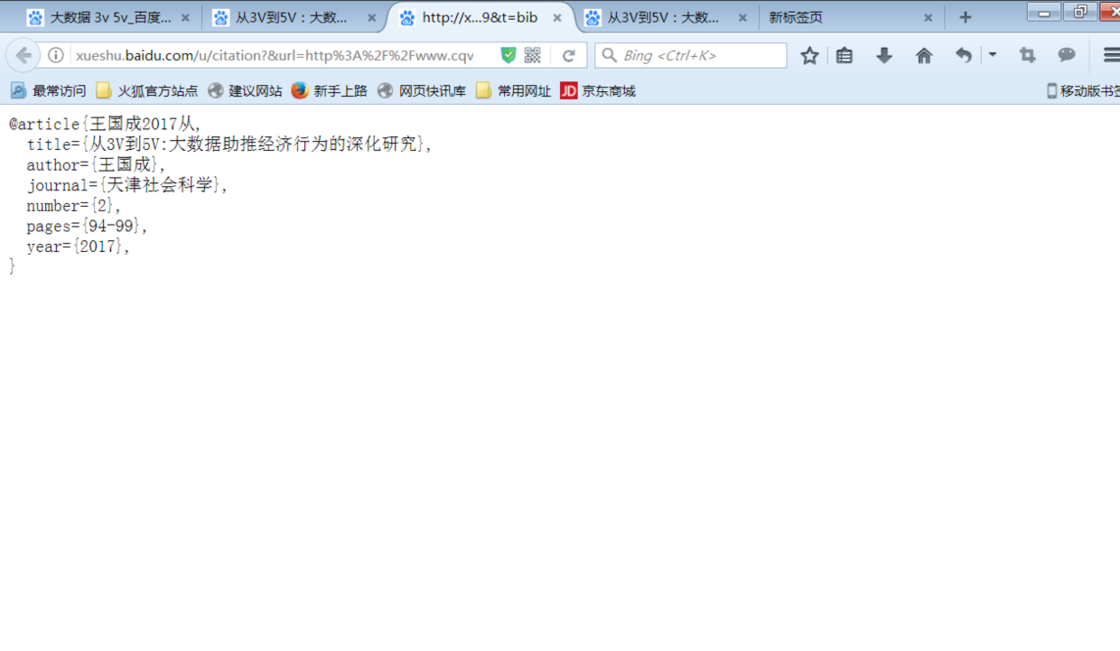 大数据 3v 5v_百度...
从3V到5V：大数...
http://x...9&t=bib
从3V到5V：大数...
新标签页
xueshu.baidu.com/u/citation?&url=http%3A%2F%2Fwww.cqv
Bing <Ctrl+K>
最常访问
火狐官方站点
建议网站
新手上路
网页快讯库
常用网址
JD
京东商城
移动版书签
@article{王国成2017从,
title={从3V到5V:大数据助推经济行为的深化研究},
author={王国成},
journal={天津社会科学},
number={2},
pages={94-99},
year={2017},
}